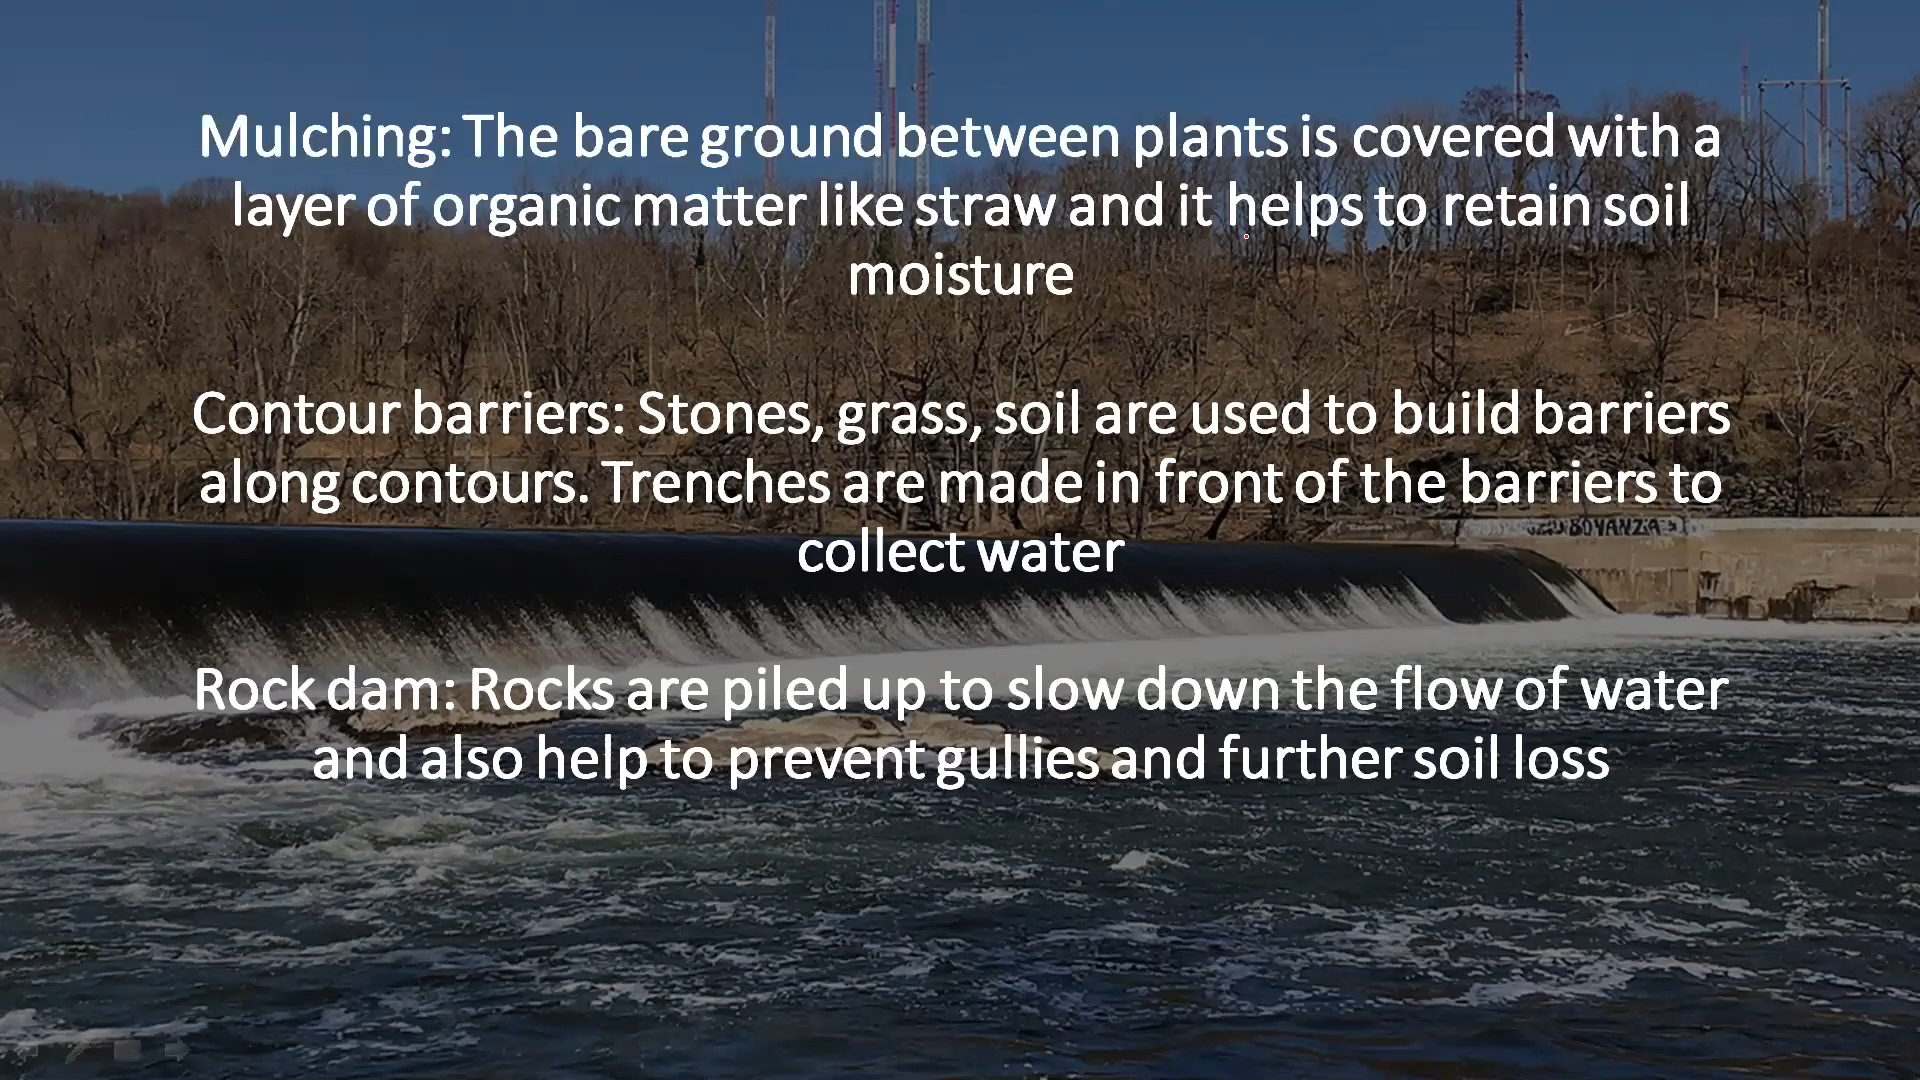 Mulching: The bare ground between plants is covered with a
layer of organic matter like straw and it helps to retain soil
moisture
Contour barriers: Stones, grass, soil are used to build barriers
along contours. Trenches are made in front of the barriers to
collect water
BONANZA
Rock dam: Rocks are piled up to slow down the flow of water
and also help to prevent gullies and further soil loss